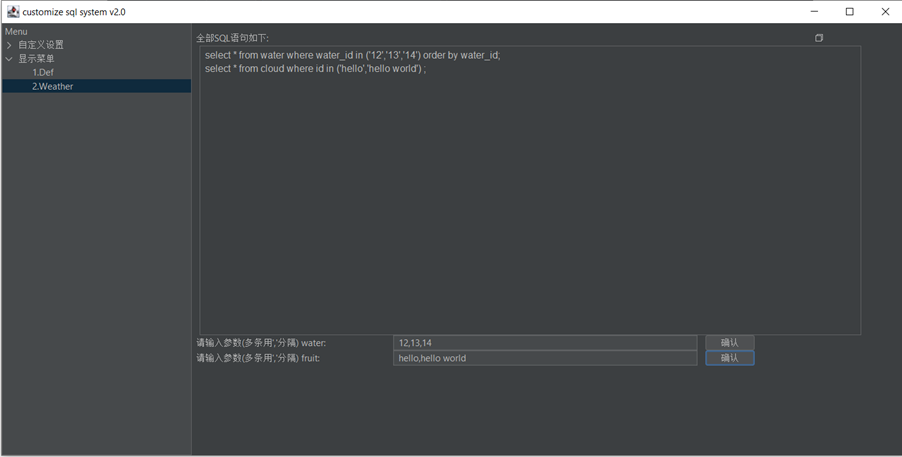 customize sql system v2.0
Menu
自定义设置
显示菜单
1.Def
2.Weather
全部SQL语句如下:
select * from water where water_id in ('12','13','14') order by water_id;
select * from cloud where id in ('hello','hello world') ;
请输入参数(多条用','分隔) water:
12,13,14
确认
请输入参数(多条用','分隔) fruit:
hello,hello world
确认